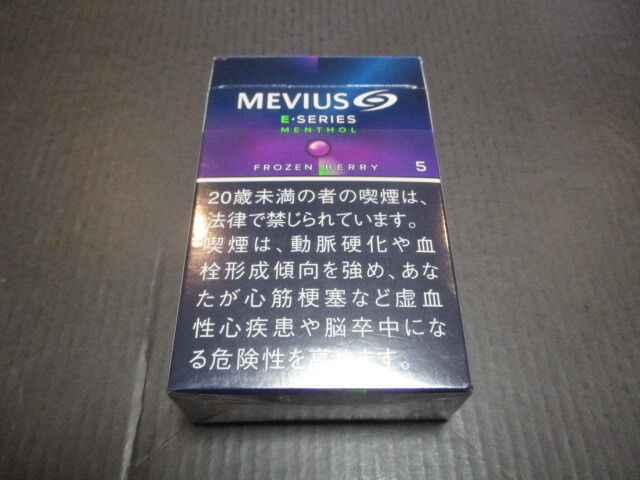 MEVIUS
E·SERIES
MENTHOL
FROZEN BERRY 5
20歳未満の者の喫煙は、
法律で禁じられています。
喫煙は、動脈硬化や血
栓形成傾向を強め、あな
たが心筋梗塞など虚血
性心疾患や脳卒中にな
る危険性を高めます。